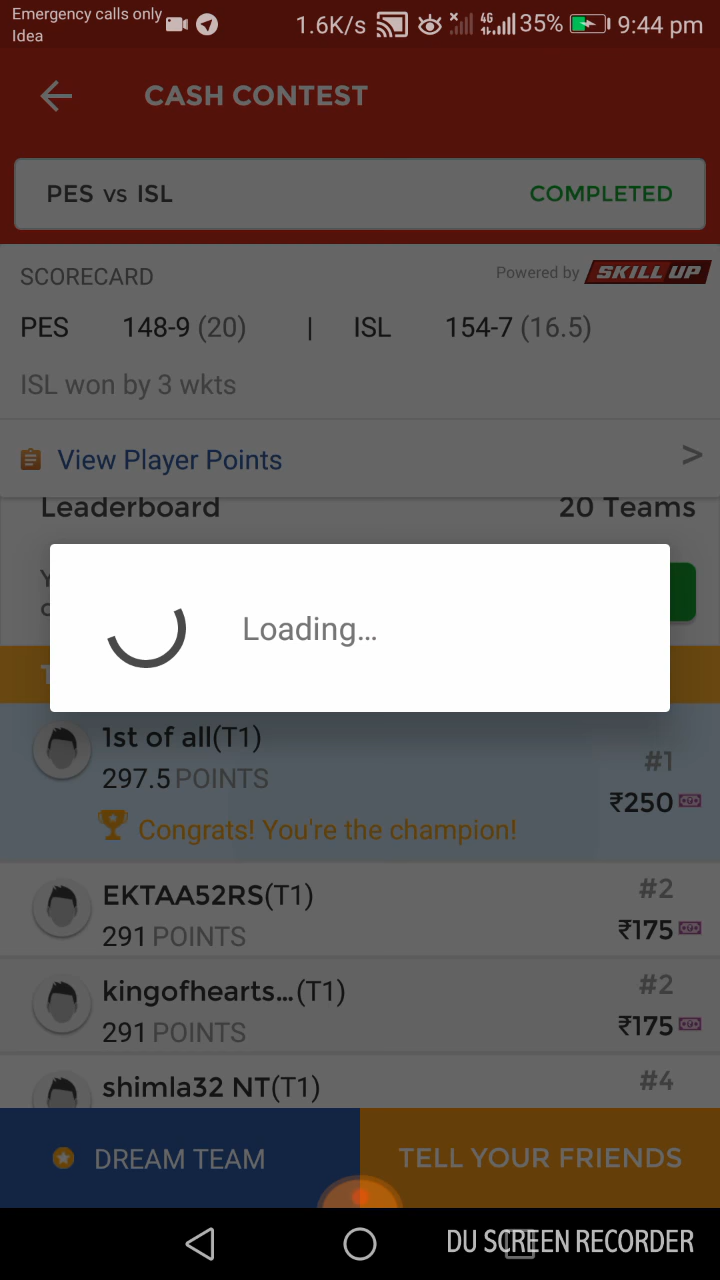 Emergency calls only
Idea
1.6K/s 4G 35% 9:44 pm
CASH CONTEST
PES vs ISL COMPLETED
SCORECARD Powered by SKILL UP
PES 148-9 (20) | ISL 154-7 (16.5)
ISL won by 3 wkts
View Player Points >
Leaderboard 20 Teams
Loading...
1st of all(T1) #1
297.5 POINTS ₹250
Congrats! You're the champion!
EKTAA52RS(T1) #2
291 POINTS ₹175
kingofhearts...(T1) #2
291 POINTS ₹175
shimla32 NT(T1) #4
DREAM TEAM TELL YOUR FRIENDS
DU SCREEN RECORDER